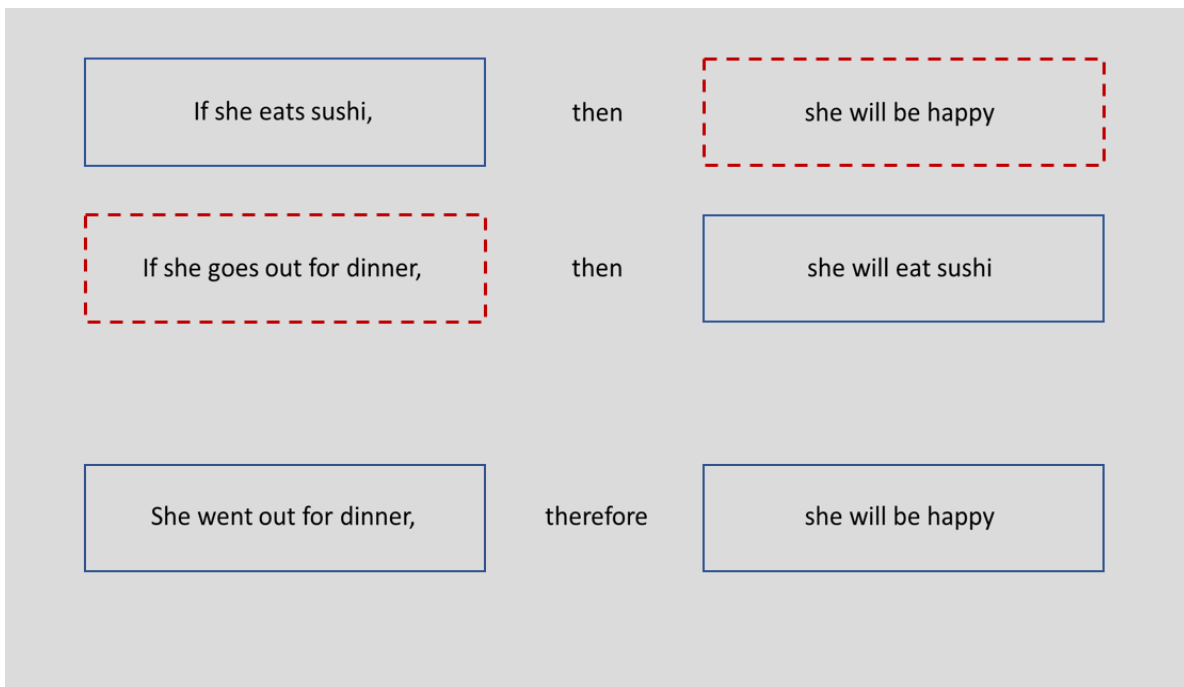 If she eats sushi, then she will be happy
If she goes out for dinner, then she will eat sushi
She went out for dinner, therefore she will be happy